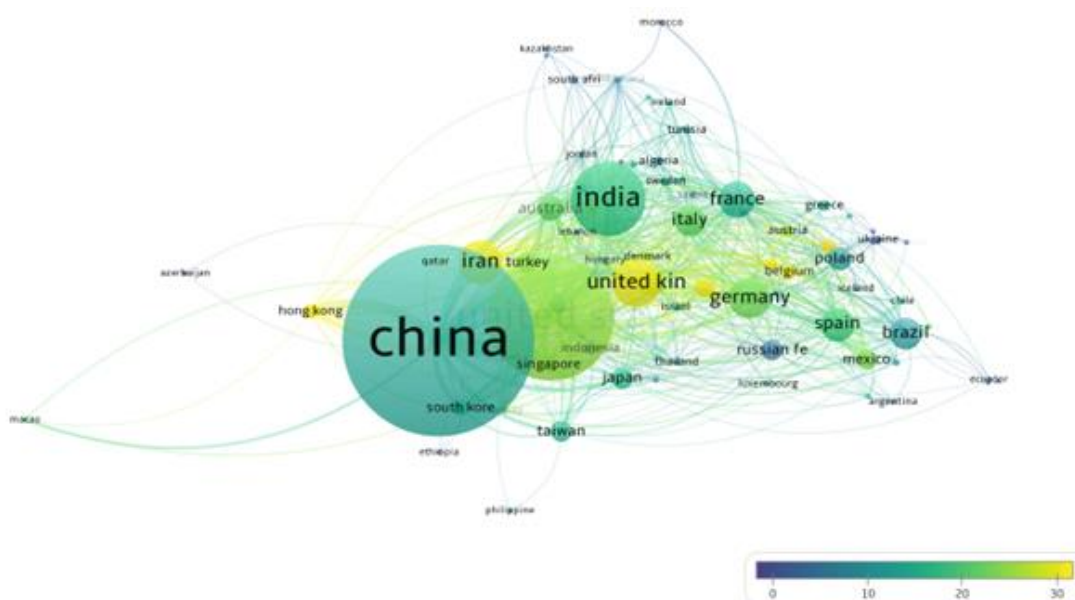 morocco
kazakhstan
south afri
ireland
tunisia
jordan
algeria
sweden
india
france
australia
greece
italy
lebanon
austria
ukraine
qatar
iran
turkey
hungary
denmark
poland
azerbaijan
belgium
united kin
iceland
germany
hong kong
chile
spain
brazil
china
indonesia
russian fe
singapore
thailand
mexico
japan
luxembourg
ecuador
argentina
south kore
macao
taiwan
ethiopia
philippine
0 10 20 30